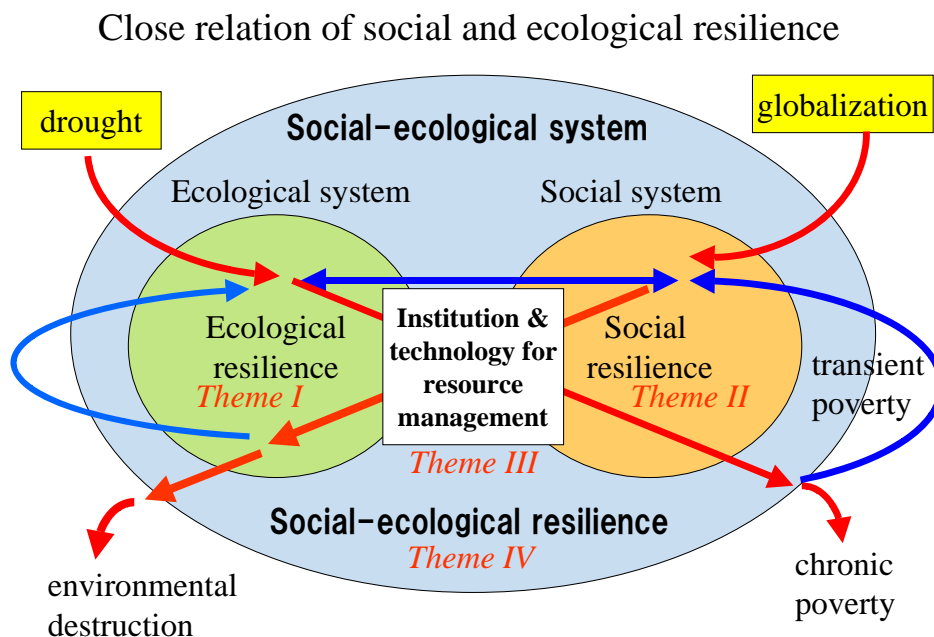 Close relation of social and ecological resilience
drought
globalization
Social-ecological system
Ecological system
Social system
Ecological
resilience
Theme I
Institution &
technology for
resource
management
Social
resilience
Theme II
transient
poverty
Theme III
Social-ecological resilience
Theme IV
environmental
destruction
chronic
poverty